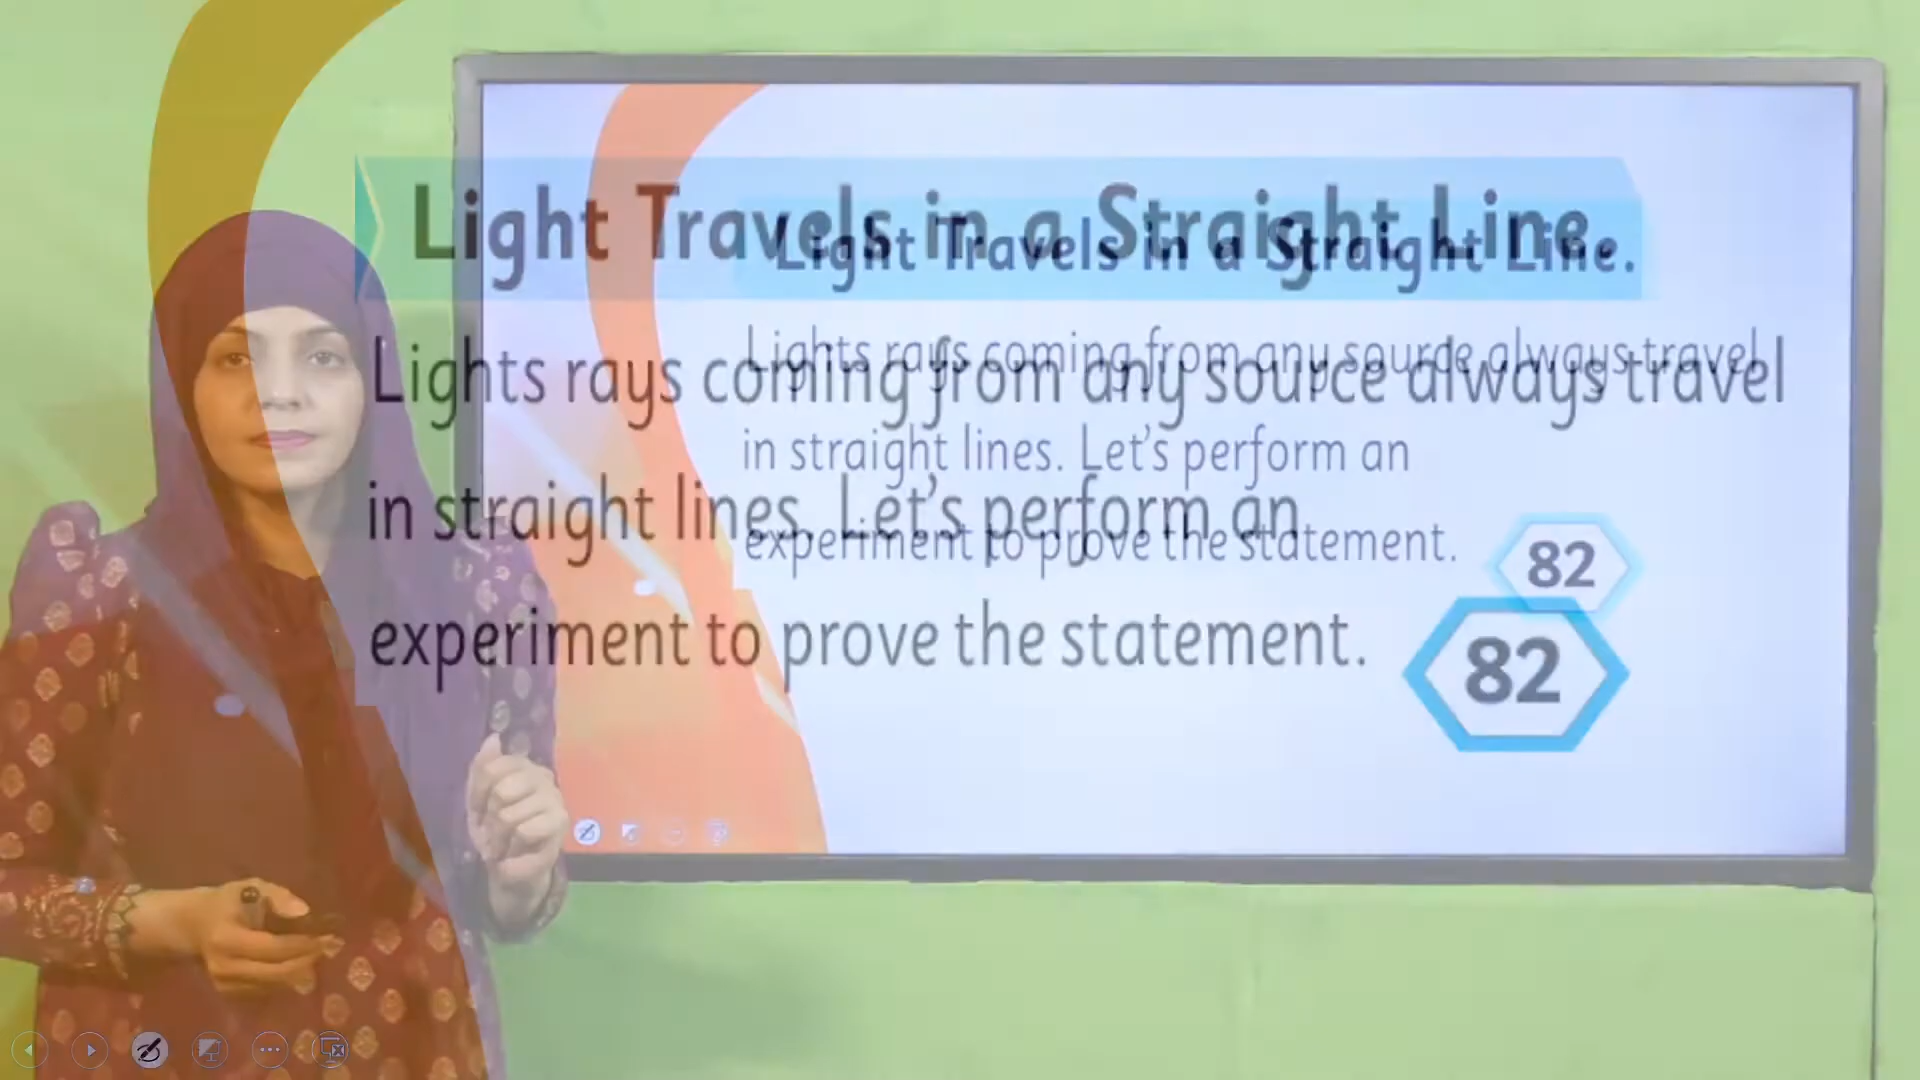 Light Travels in a Straight Line.
Lights rays coming from any source always travel
in straight lines. Let's perform an
experiment to prove the statement.
82
Light Travels in a Straight Line.
Lights rays coming from any source always travel
in straight lines. Let's perform an
experiment to prove the statement.
82